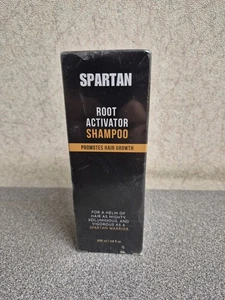 SPARTAN
ROOT
ACTIVATOR
SHAMPOO
PROMOTES HAIR GROWTH
FOR A HELM OF
HAIR AS MIGHTY,
VOLUMINOUS, AND
VIGOROUS AS A
SPARTAN WARRIOR